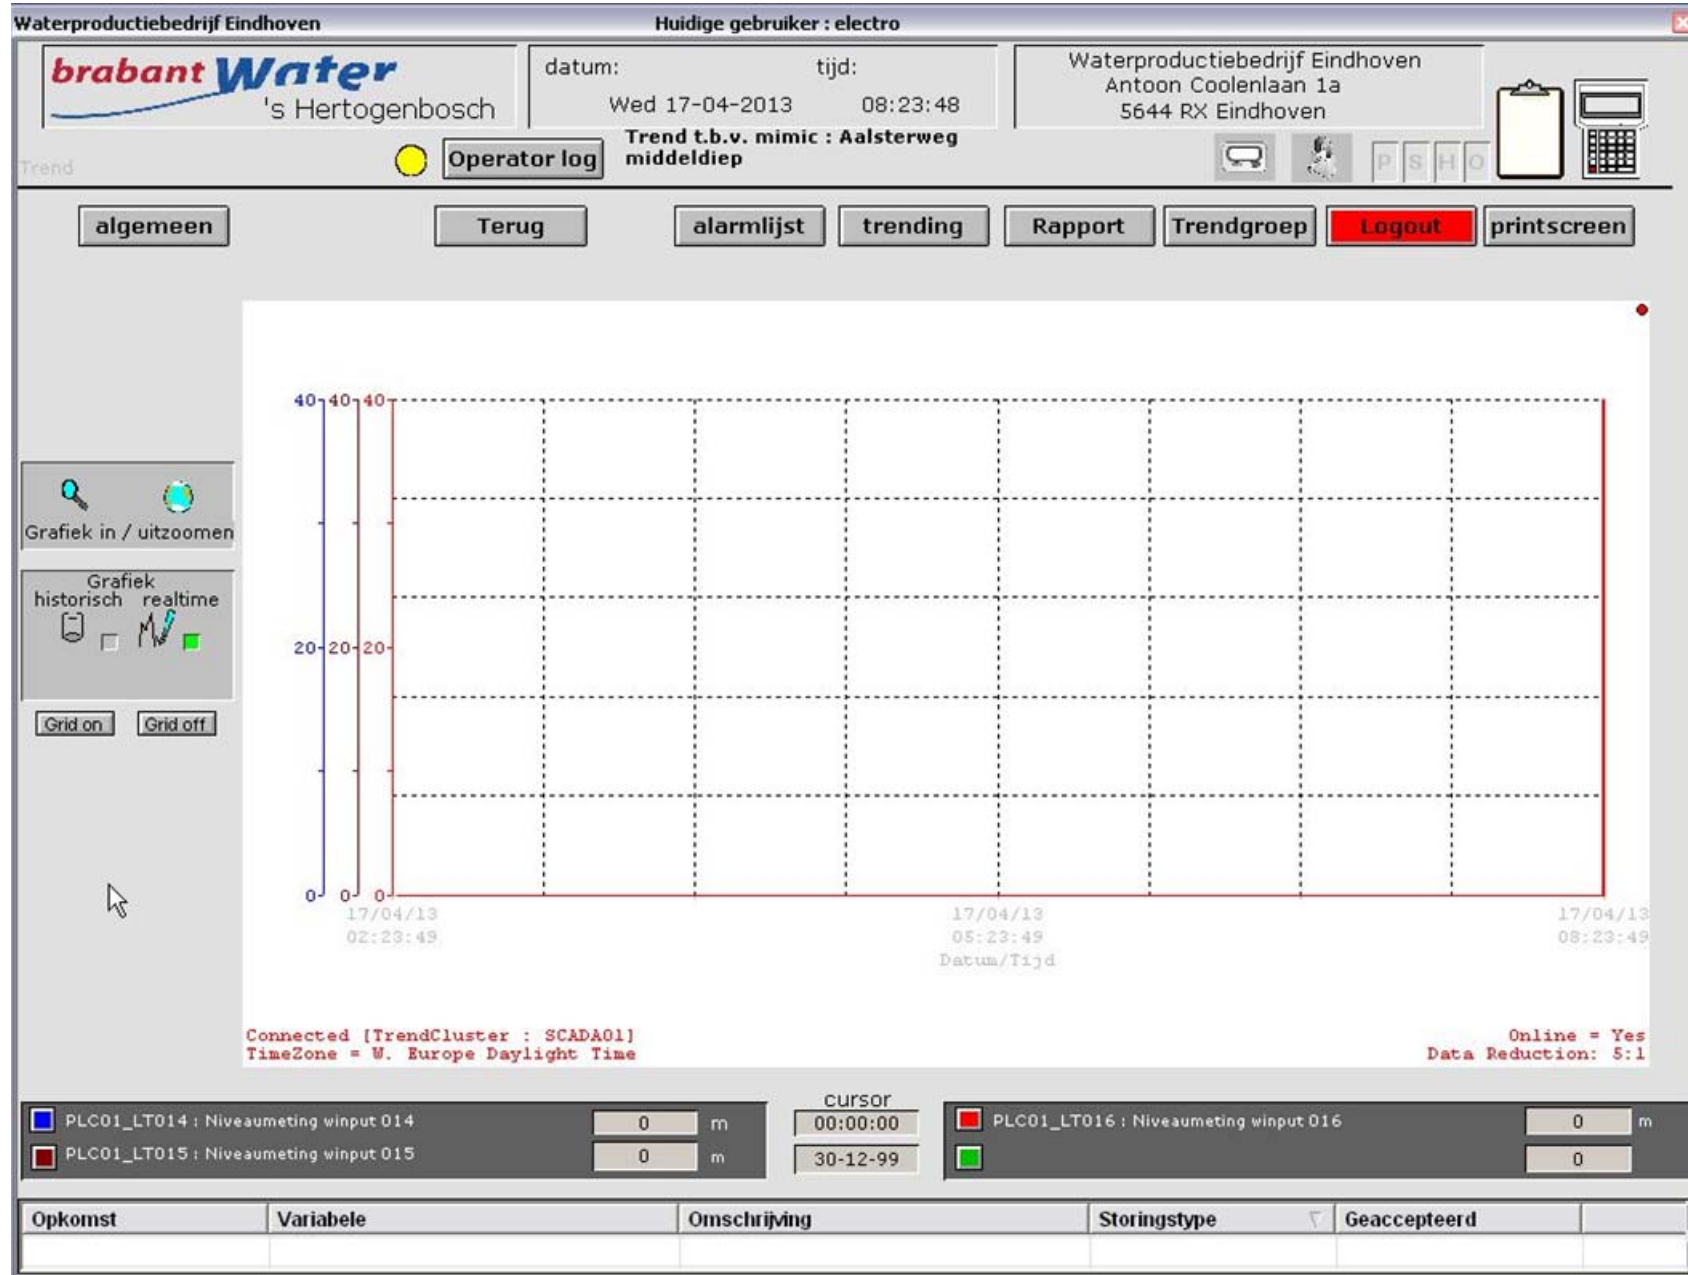 Waterproductiebedrijf Eindhoven
Huidige gebruiker : electro
brabant Water
's Hertogenbosch
datum:
tijd:
Wed 17-04-2013
08:23:48
Waterproductiebedrijf Eindhoven
Antoon Coolenlaan 1a
5644 RX Eindhoven
Trend
Operator log
Trend t.b.v. mimic : Aalsterweg
middeldiep
P S H O
algemeen
Terug
alarmlijst
trending
Rapport
Trendgroep
Logout
printscreen
Grafiek in / uitzoomen
Grafiek
historisch realtime
Grid on
Grid off
40 40 40
20 20 20
0 0 0
17/04/13
02:23:49
17/04/13
05:23:49
17/04/13
08:23:49
Datum/Tijd
Connected [TrendCluster : SCADA01]
TimeZone = W. Europe Daylight Time
Online = Yes
Data Reduction: 5:1
PLC01_LT014 : Niveaumeting winput 014
0 m
PLC01_LT015 : Niveaumeting winput 015
0 m
cursor
00:00:00
30-12-99
PLC01_LT016 : Niveaumeting winput 016
0 m
0
Opkomst
Variabele
Omschrijving
Storingstype
Geaccepteerd